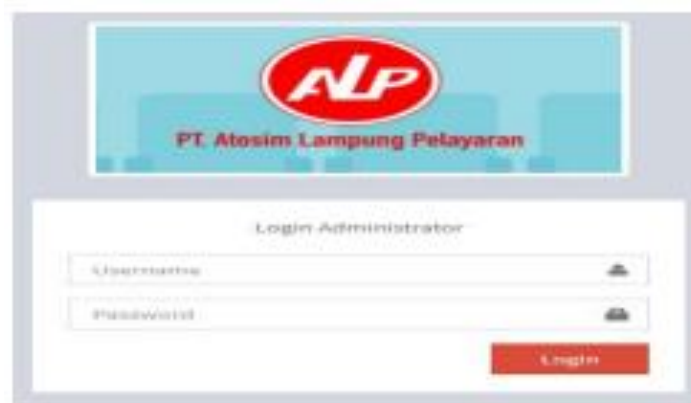 ALP
PT. Atosim Lampung Pelayaran
Login Administrator
Username
Password
Login